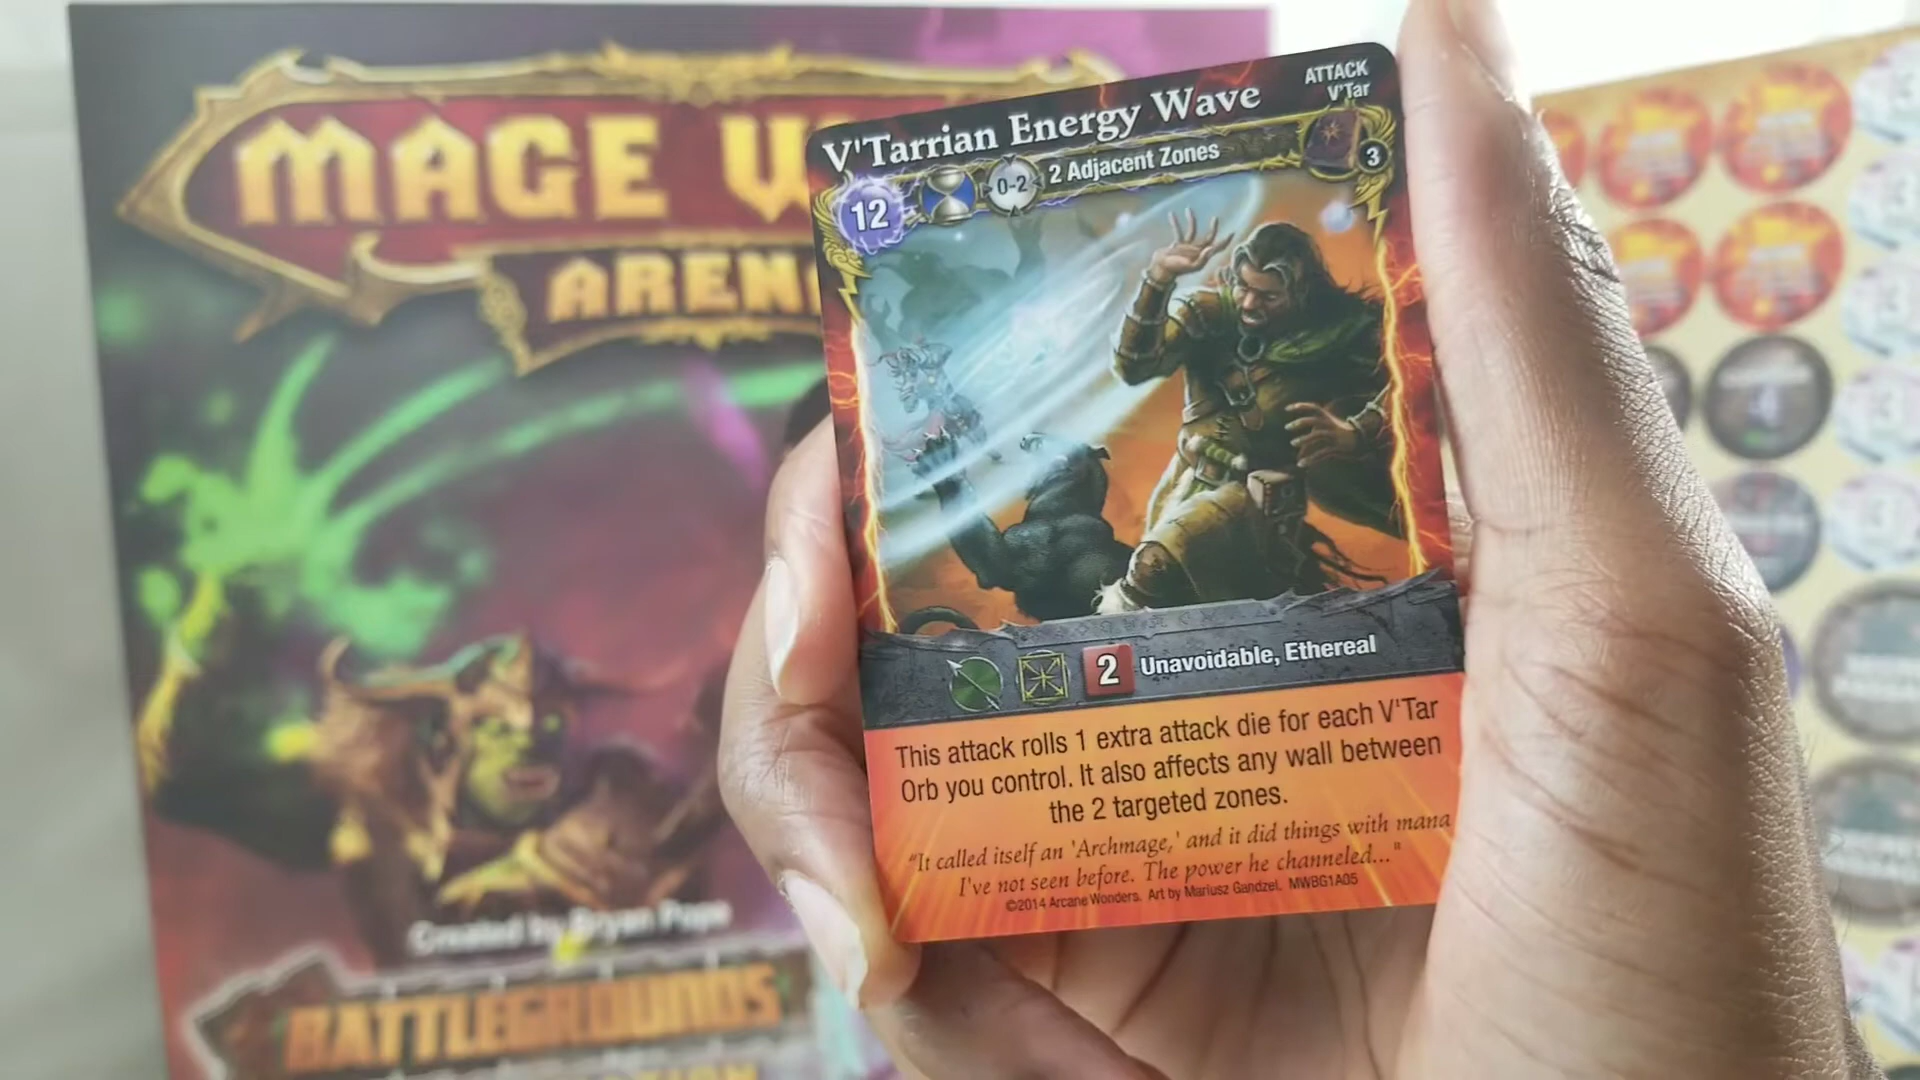 MAGE W
ARENA
Created by Bryan Pope
BATTLEGROUNDS
V'Tarrian Energy Wave
ATTACK
V'Tar
12
0-2
2 Adjacent Zones
3
2 Unavoidable, Ethereal
This attack rolls 1 extra attack die for each V'Tar
Orb you control. It also affects any wall between
the 2 targeted zones.
"It called itself an 'Archmage,' and it did things with mana
I've not seen before. The power he channeled..."
©2014 Arcane Wonders. Art by Mariusz Gandzel. MWBG1A05